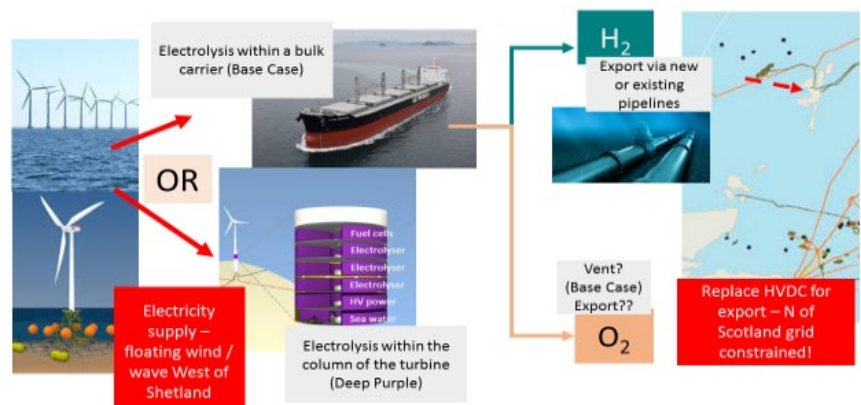 Electrolysis within a bulk
carrier (Base Case)
OR
Electricity
supply –
floating wind /
wave West of
Shetland
Fuel cells
Electrolyser
Electrolyser
Electrolyser
HV power
Sea water
Electrolysis within the
column of the turbine
(Deep Purple)
H₂
Export via new
or existing
pipelines
Vent?
(Base Case)
Export??
O₂
Replace HVDC for
export – N of
Scotland grid
constrained!